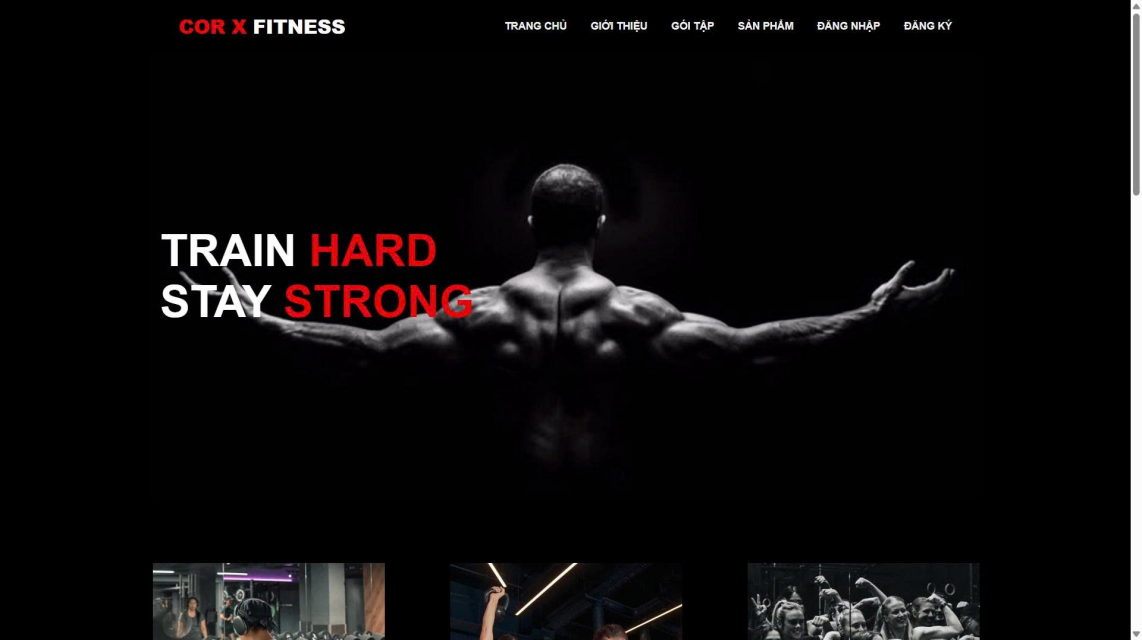 COR X FITNESS
TRANG CHỦ GIỚI THIỆU GÓI TẬP SẢN PHẨM ĐĂNG NHẬP ĐĂNG KÝ
TRAIN HARD
STAY STRONG